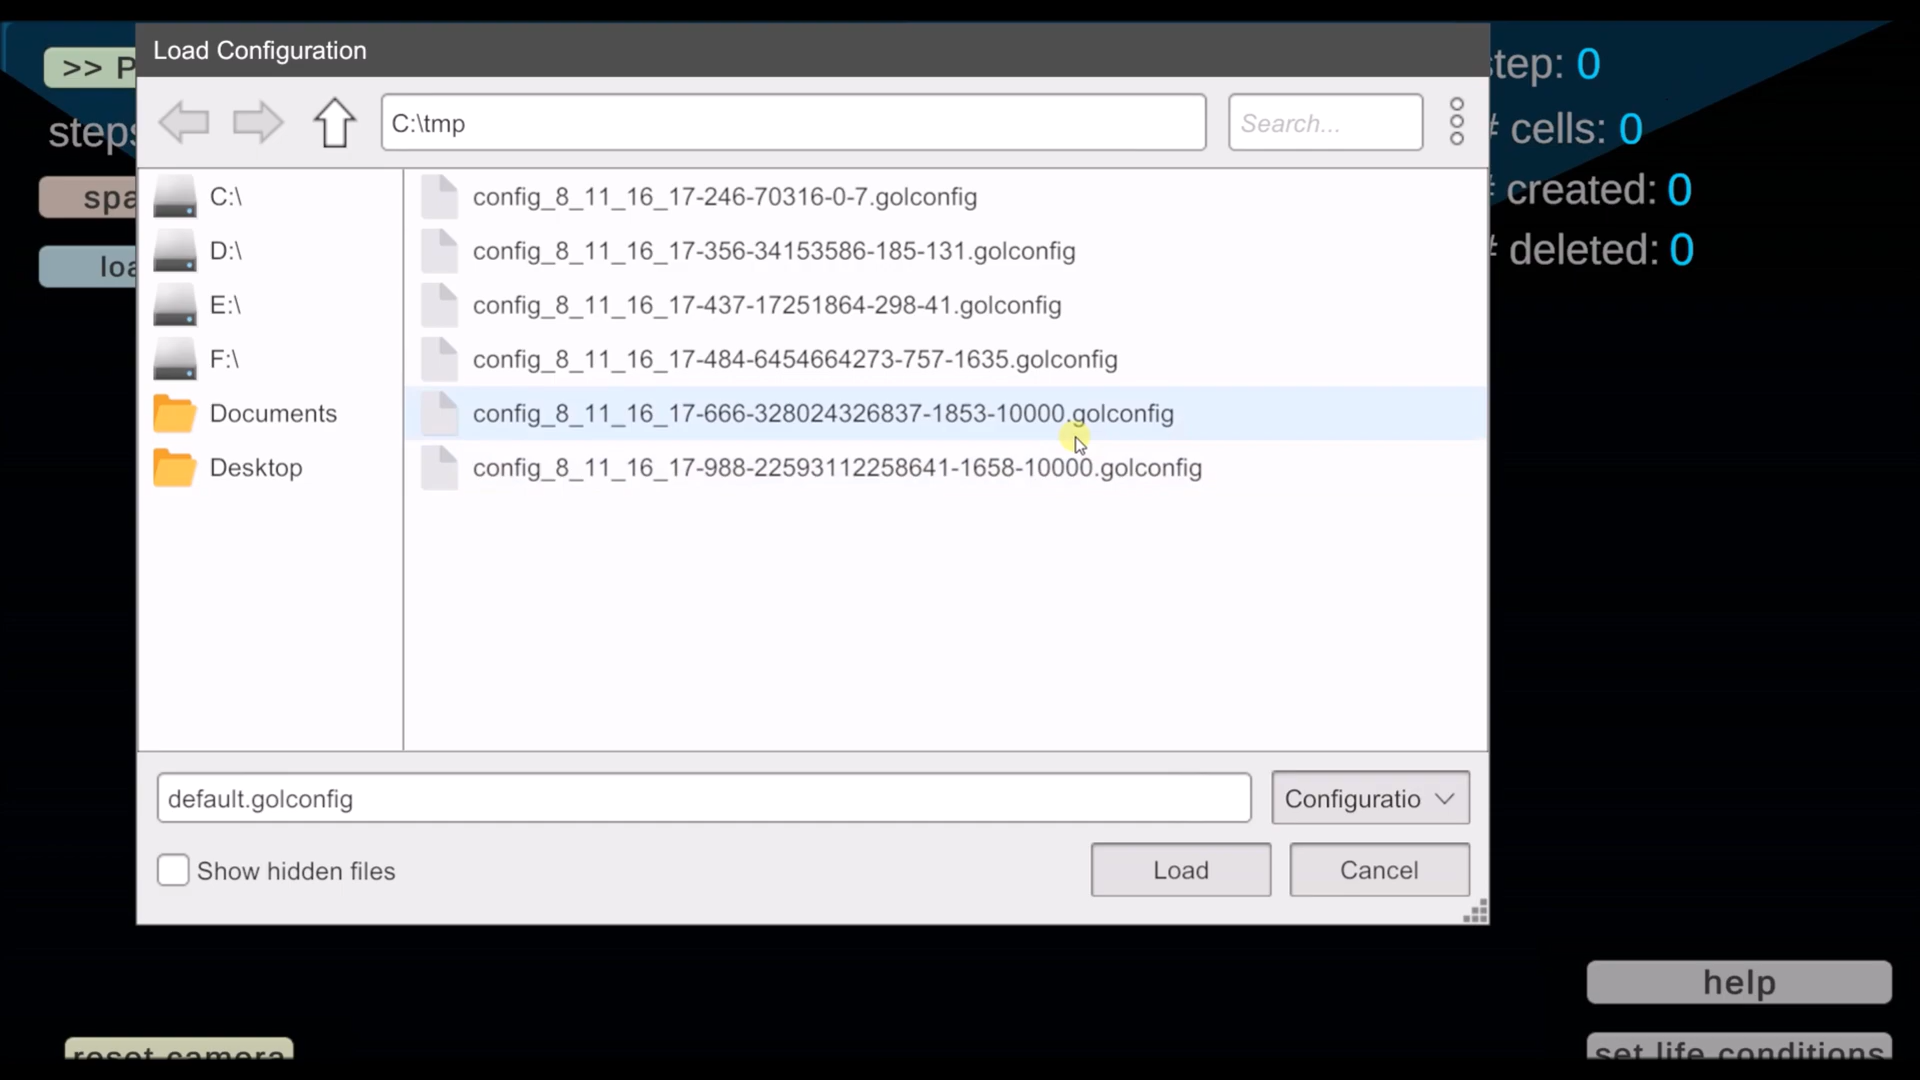 Load Configuration
>> P
C:\tmp
Search...
step: 0
steps
# cells: 0
spa
# created: 0
loa
# deleted: 0
C:\
D:\
E:\
F:\
Documents
Desktop
config_8_11_16_17-246-70316-0-7.golconfig
config_8_11_16_17-356-34153586-185-131.golconfig
config_8_11_16_17-437-17251864-298-41.golconfig
config_8_11_16_17-484-6454664273-757-1635.golconfig
config_8_11_16_17-666-328024326837-1853-10000.golconfig
config_8_11_16_17-988-22593112258641-1658-10000.golconfig
default.golconfig
Configuratio
Show hidden files
Load
Cancel
help
reset camera
set life conditions